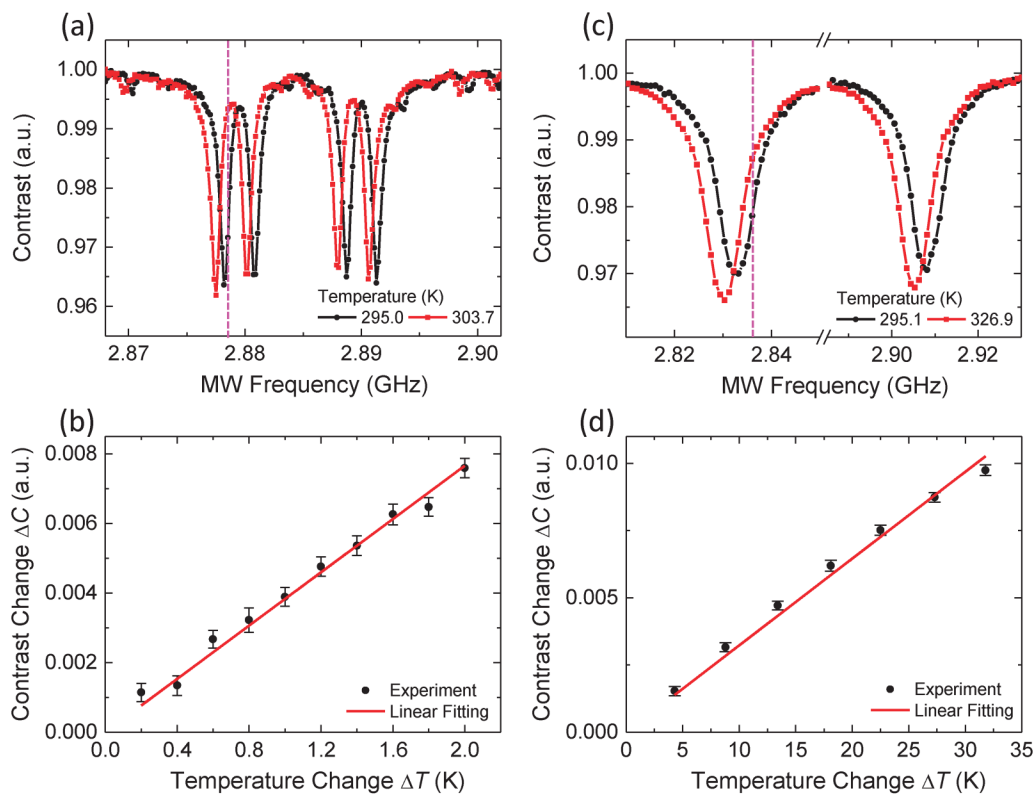 (a)
1.00
0.99
0.98
0.97
0.96
Contrast (a.u.)
Temperature (K)
295.0 303.7
2.87 2.88 2.89 2.90
MW Frequency (GHz)
(c)
1.00
0.99
0.98
0.97
Contrast (a.u.)
Temperature (K)
295.1 326.9
2.82 2.84 2.90 2.92
MW Frequency (GHz)
(b)
0.008
0.006
0.004
0.002
0.000
Contrast Change ΔC (a.u.)
Experiment
Linear Fitting
0.0 0.4 0.8 1.2 1.6 2.0
Temperature Change ΔT (K)
(d)
0.010
0.005
0.000
Contrast Change ΔC (a.u.)
Experiment
Linear Fitting
0 5 10 15 20 25 30 35
Temperature Change ΔT (K)